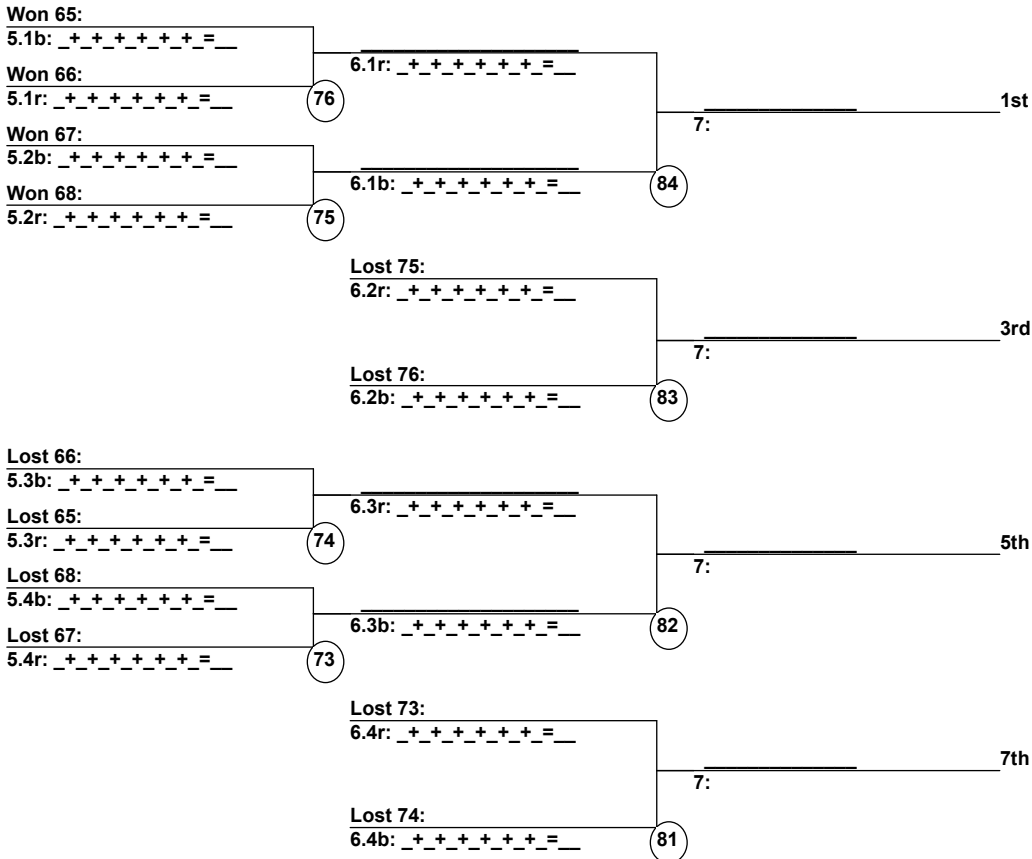 Won 65:
5.1b: _+_+_+_+_+_=__
6.1r: _+_+_+_+_+_=__
Won 66:
5.1r: _+_+_+_+_+_=__
76
1st
7:
Won 67:
5.2b: _+_+_+_+_+_=__
6.1b: _+_+_+_+_+_=__
84
Won 68:
5.2r: _+_+_+_+_+_=__
75
Lost 75:
6.2r: _+_+_+_+_+_=__
3rd
7:
Lost 76:
6.2b: _+_+_+_+_+_=__
83
Lost 66:
5.3b: _+_+_+_+_+_=__
6.3r: _+_+_+_+_+_=__
Lost 65:
5.3r: _+_+_+_+_+_=__
74
5th
7:
Lost 68:
5.4b: _+_+_+_+_+_=__
6.3b: _+_+_+_+_+_=__
82
Lost 67:
5.4r: _+_+_+_+_+_=__
73
Lost 73:
6.4r: _+_+_+_+_+_=__
7th
7:
Lost 74:
6.4b: _+_+_+_+_+_=__
81